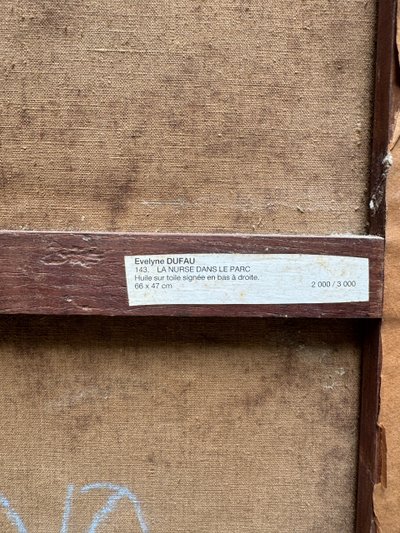 Evelyne DUFAU
143. LA NURSE DANS LE PARC
Huile sur toile signée en bas à droite.
66 x 47 cm 2 000 / 3 000